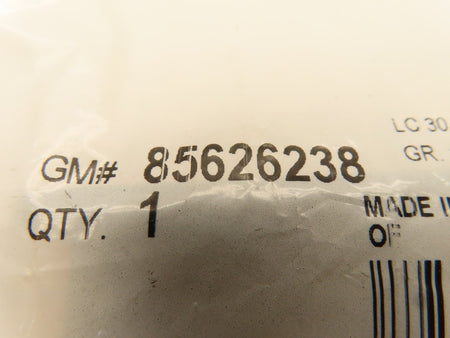 LC 30
GR.
GM# 85626238
QTY. 1
MADE
OF